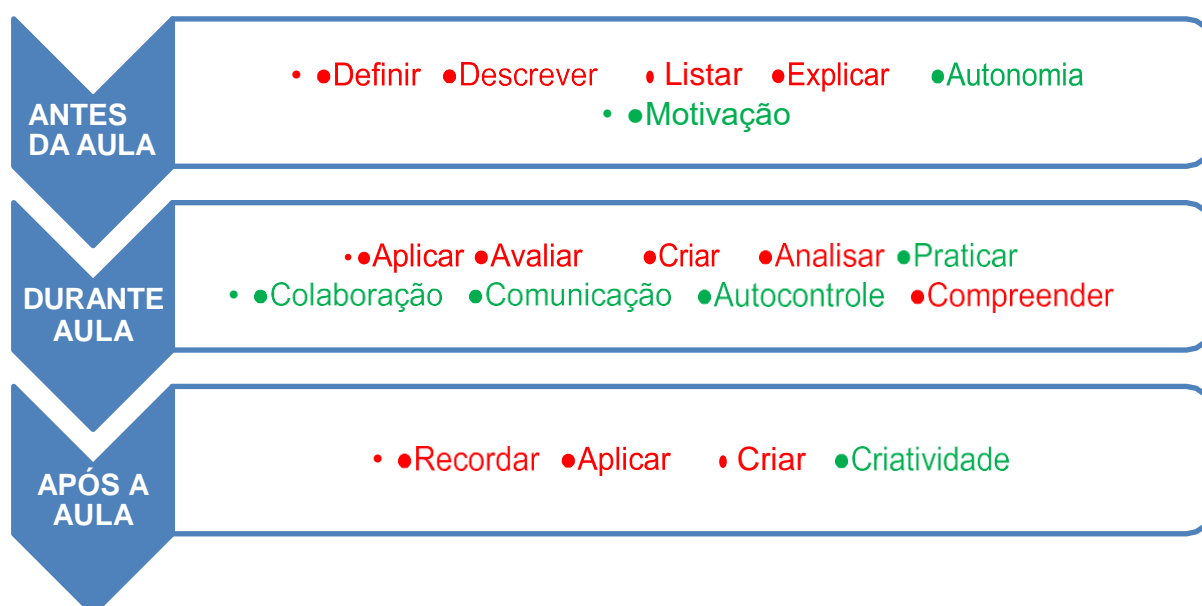 • •Definir •Descrever • Listar •Explicar •Autonomia
• •Motivação
ANTES
DA AULA
• •Aplicar •Avaliar •Criar •Analisar •Praticar
• •Colaboração •Comunicação •Autocontrole •Compreender
DURANTE
AULA
• •Recordar •Aplicar • Criar •Criatividade
APÓS A
AULA